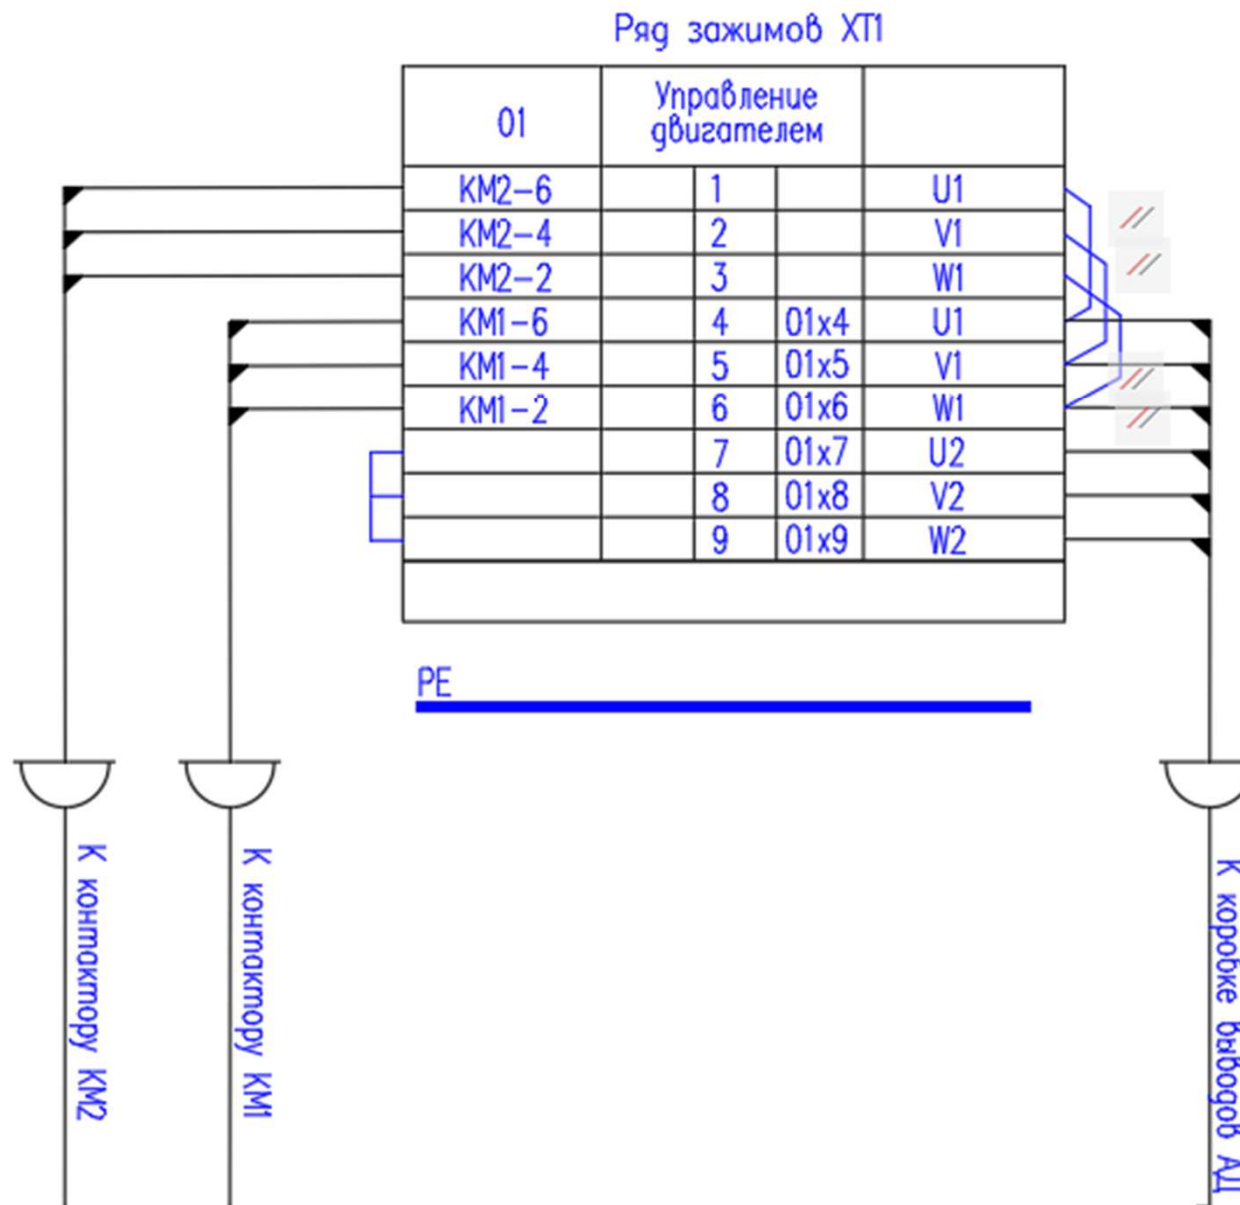 Ряд зажимов XT1
01
Управление
двигателем
KM2-6 1 U1
KM2-4 2 V1
KM2-2 3 W1
KM1-6 4 01x4 U1
KM1-4 5 01x5 V1
KM1-2 6 01x6 W1
7 01x7 U2
8 01x8 V2
9 01x9 W2
PE
К контактору КМ2
К контактору КМ1
К коробке выводов АД